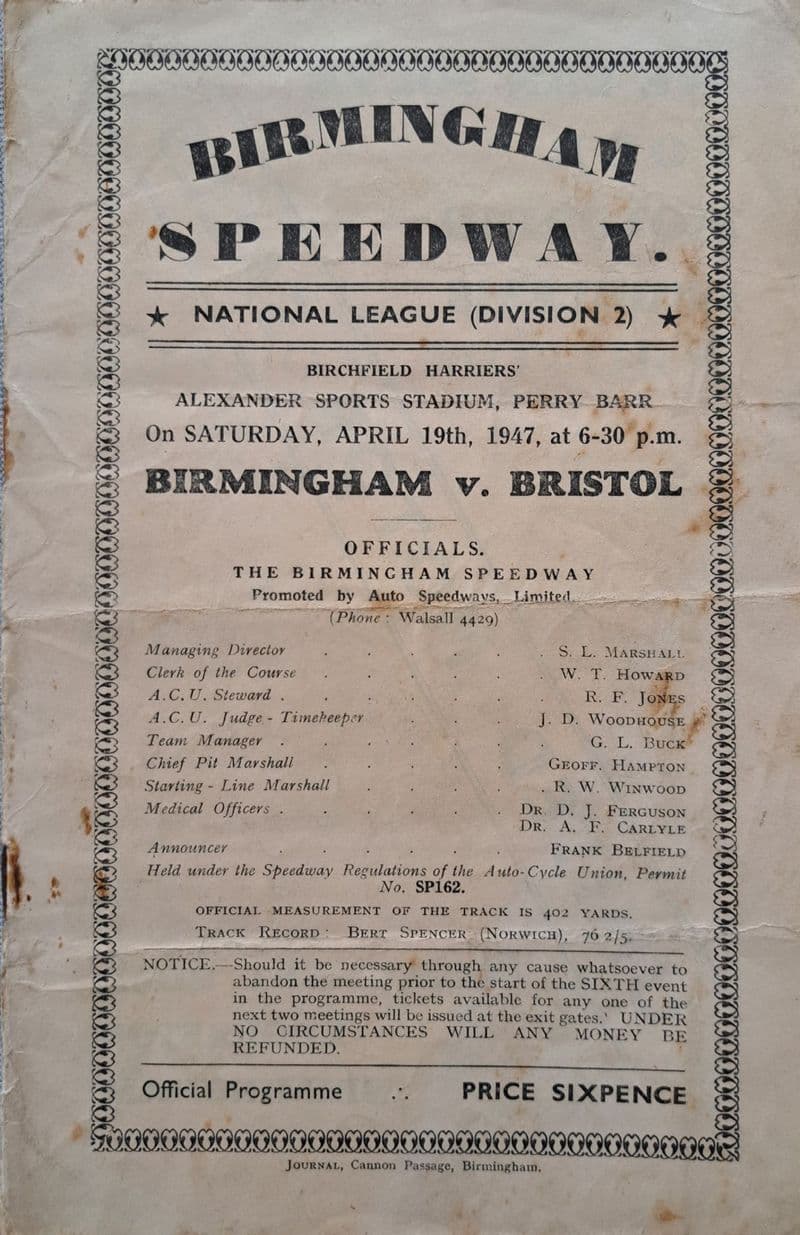 BIRMINGHAM
SPEEDWAY.
★ NATIONAL LEAGUE (DIVISION 2) ★
BIRCHFIELD HARRIERS'
ALEXANDER SPORTS STADIUM, PERRY BARR
On SATURDAY, APRIL 19th, 1947, at 6-30 p.m.
BIRMINGHAM v. BRISTOL
OFFICIALS.
THE BIRMINGHAM SPEEDWAY
Promoted by Auto Speedways, Limited.
(Phone : Walsall 4429)
Managing Director . . . . . . S. L. MARSHALL
Clerk of the Course . . . . . . W. T. HOWARD
A.C.U. Steward . . . . . . . R. F. JONES
A.C.U. Judge - Timekeeper . . . . J. D. WOODHOUSE
Team Manager . . . . . . . G. L. BUCK
Chief Pit Marshall . . . . . GEOFF. HAMPTON
Starting - Line Marshall . . . . . R. W. WINWOOD
Medical Officers . . . . . . DR. D. J. FERGUSON
DR. A. F. CARLYLE
Announcer . . . . . . FRANK BELFIELD
Held under the Speedway Regulations of the Auto-Cycle Union, Permit
No. SP162.
OFFICIAL MEASUREMENT OF THE TRACK IS 402 YARDS.
TRACK RECORD : BERT SPENCER (NORWICH), 76 2/5.
NOTICE.—Should it be necessary through any cause whatsoever to
abandon the meeting prior to the start of the SIXTH event
in the programme, tickets available for any one of the
next two meetings will be issued at the exit gates.' UNDER
NO CIRCUMSTANCES WILL ANY MONEY BE
REFUNDED.
Official Programme .·. PRICE SIXPENCE
JOURNAL, Cannon Passage, Birmingham.